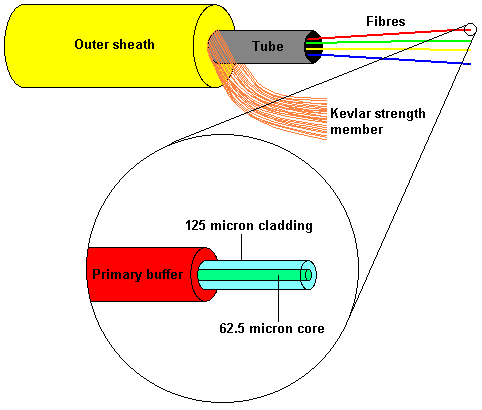 Fibres
Outer sheath
Tube
Kevlar strength
member
125 micron cladding
Primary buffer
62.5 micron core